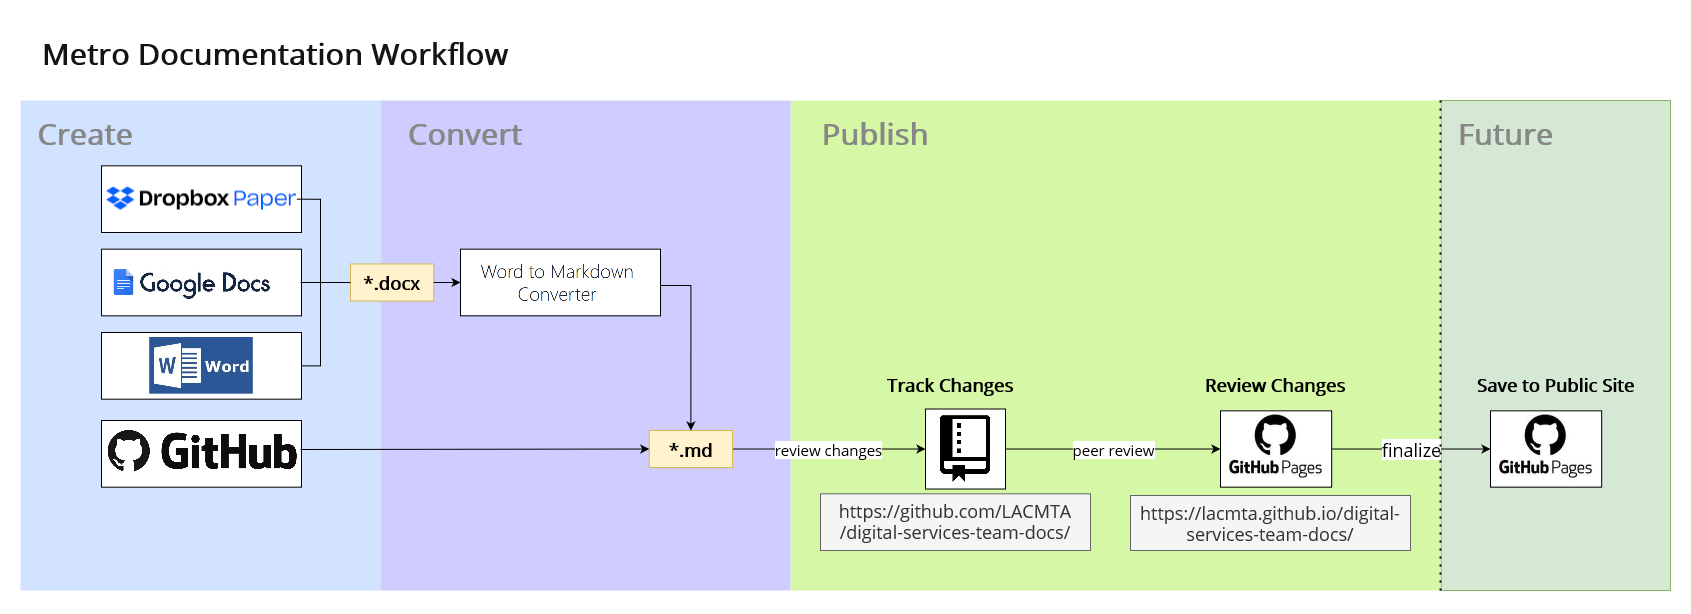 Metro Documentation Workflow
Create
Convert
Publish
Future
Dropbox Paper
Google Docs
W Word
GitHub
*.docx
Word to Markdown
Converter
*.md
review changes
Track Changes
https://github.com/LACMTA
/digital-services-team-docs/
peer review
Review Changes
GitHub Pages
https://lacmta.github.io/digital-
services-team-docs/
finalize
Save to Public Site
GitHub Pages